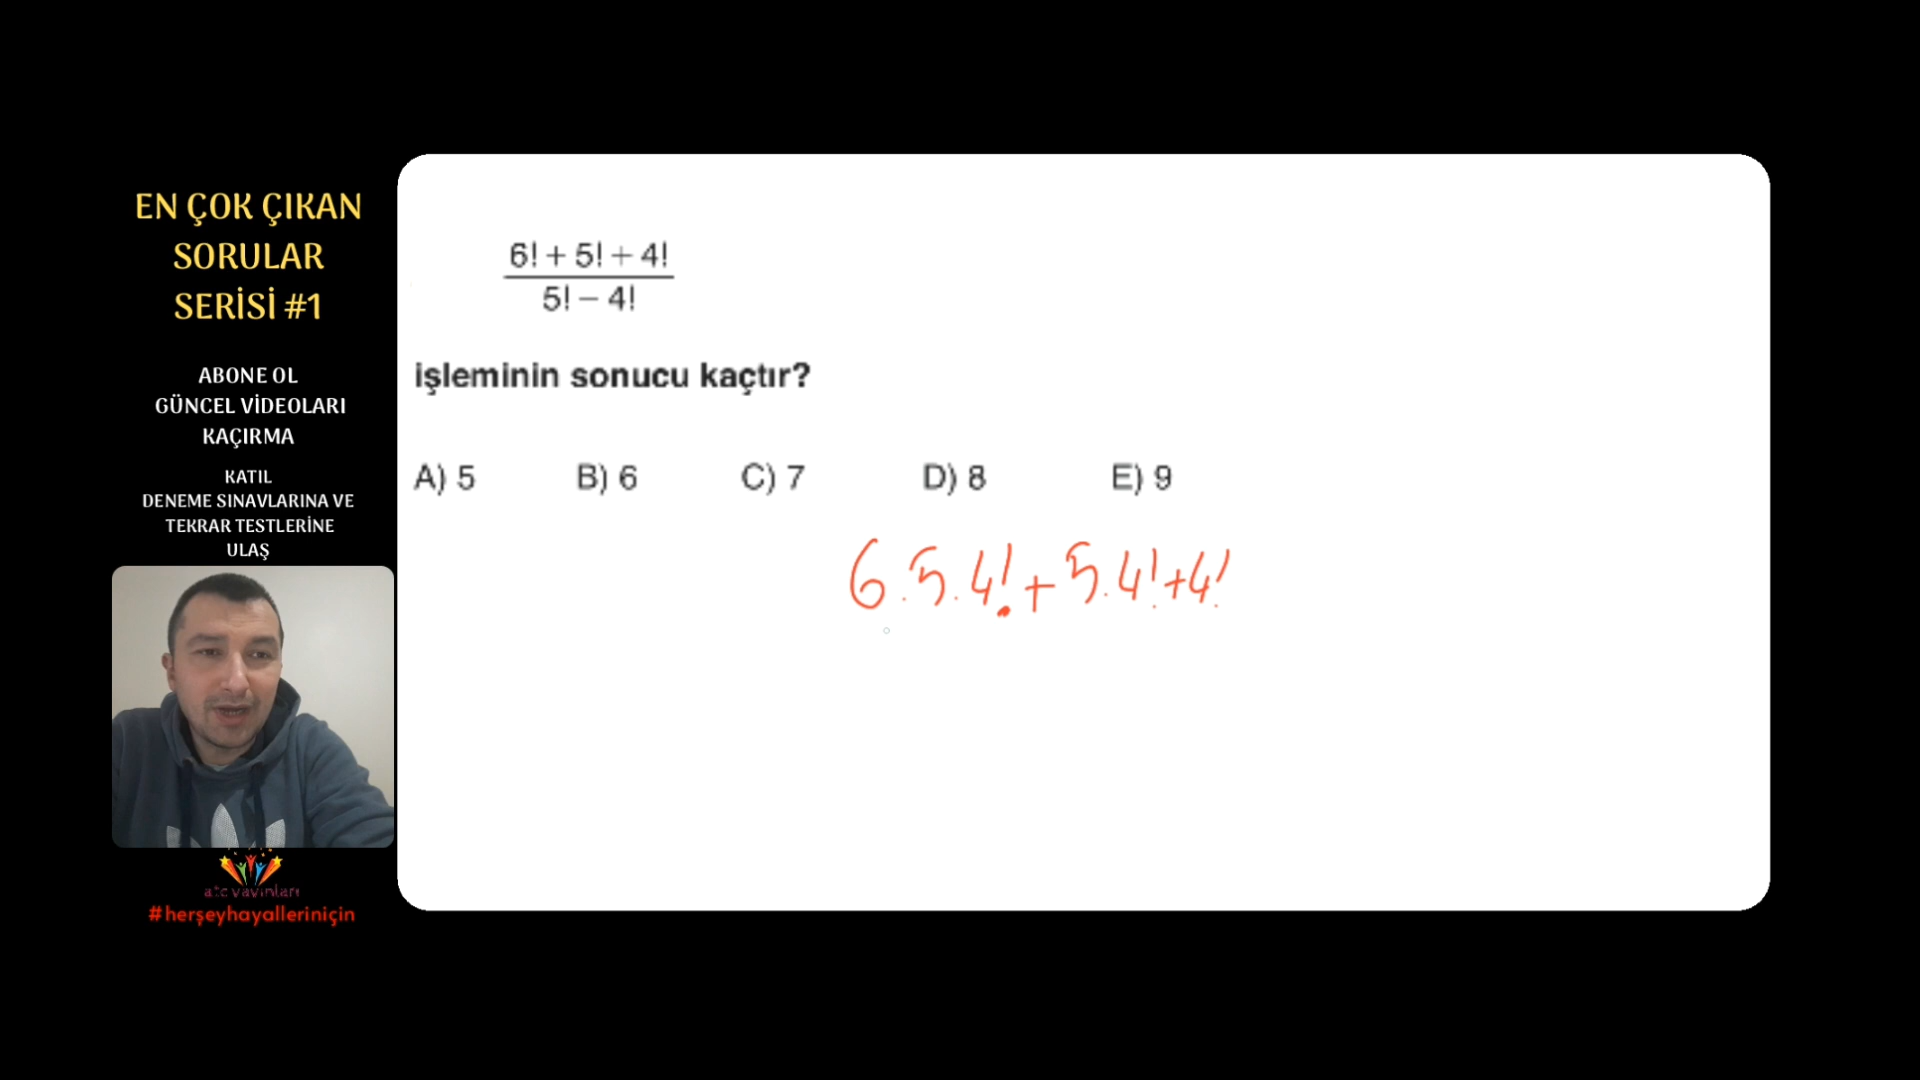 EN ÇOK ÇIKAN
SORULAR
SERİSİ #1
ABONE OL
GÜNCEL VİDEOLARI
KAÇIRMA
KATIL
DENEME SINAVLARINA VE
TEKRAR TESTLERİNE
ULAŞ
atc yayınları
#herşeyhayalleriniçin
6! + 5! + 4!
5! − 4!
işleminin sonucu kaçtır?
A) 5 B) 6 C) 7 D) 8 E) 9
6.5.4!+5.4!+4!